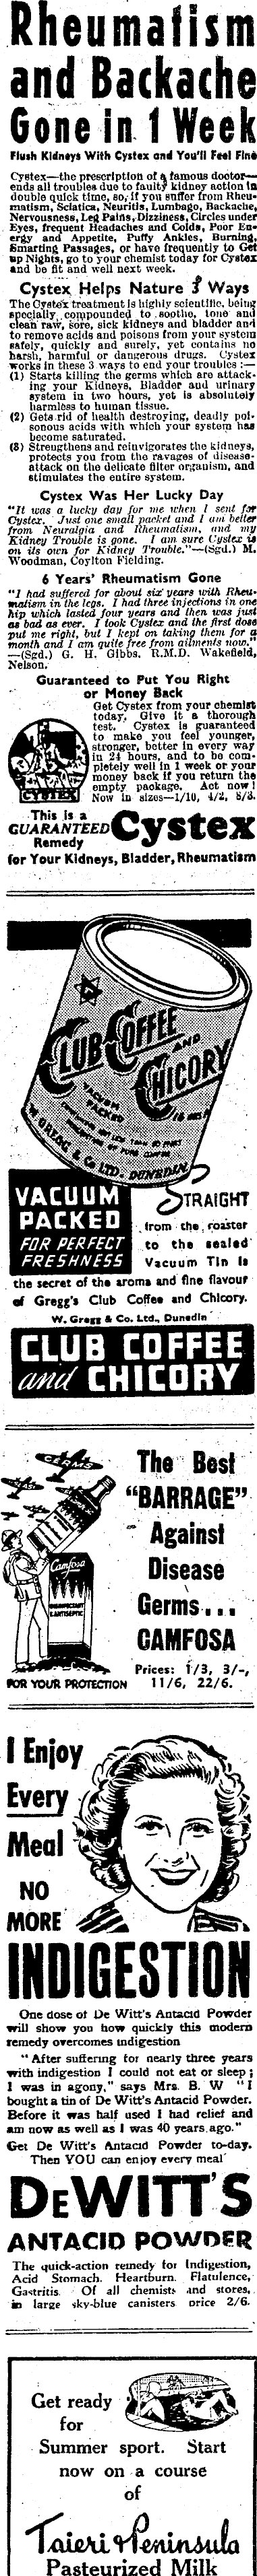 Rheumatism
and Backache
Gone in 1 Week
Flush Kidneys With Cystex and You'll Feel Fine
Cystex—the prescription of a famous doctor—
ends all troubles due to faulty kidney action in
double quick time, so, if you suffer from Rheu-
matism, Sciatica, Neuritis, Lumbago, Backache,
Nervousness, Leg Pains, Dizziness, Circles under
Eyes, frequent Headaches and Colds, Poor En-
ergy and Appetite, Puffy Ankles, Burning,
Smarting Passages, or have frequently to Get
up Nights, go to your chemist today for Cystex
and be fit and well next week.
Cystex Helps Nature 3 Ways
The Cystex treatment is highly scientific, being
specially compounded to soothe, tone and
clean raw, sore, sick kidneys and bladder and
to remove acids and poisons from your system
safely, quickly and surely, yet contains no
harsh, harmful or dangerous drugs. Cystex
works in these 3 ways to end your troubles:—
(1) Starts killing the germs which are attack-
ing your Kidneys, Bladder and urinary
system in two hours, yet is absolutely
harmless to human tissue.
(2) Gets rid of health destroying, deadly poi-
sonous acids with which your system has
become saturated.
(3) Strengthens and reinvigorates the kidneys,
protects you from the ravages of disease-
attack on the delicate filter organism, and
stimulates the entire system.
Cystex Was Her Lucky Day
"It was a lucky day for me when I sent for
Cystex. Just one small packet and I am better
from Neuralgia and Rheumatism, and my
Kidney Trouble is gone. I am sure Cystex is
on its own for Kidney Trouble."—(Sgd.) M.
Woodman, Coylton Fielding.
6 Years' Rheumatism Gone
"I had suffered for about six years with Rheu-
matism in the legs. I had three injections in one
hip which lasted four years and then was just
as bad as ever. I took Cystex and the first dose
put me right, but I kept on taking them for a
month and I am quite free from ailments now."
—(Sgd.) G. H. Gibbs, R.M.D. Wakefield,
Nelson.
Guaranteed to Put You Right
or Money Back
Get Cystex from your chemist
today. Give it a thorough
test. Cystex is guaranteed
to make you feel younger,
stronger, better in every way
in 24 hours, and to be com-
pletely well in 1 week or your
money back if you return the
empty package. Act now!
Now in sizes—1/10, 4/2, 8/3.
CYSTEX
This is a
GUARANTEED
Remedy
Cystex
for Your Kidneys, Bladder, Rheumatism
CLUB COFFEE
AND
CHICORY
VACUUM
PACKED
W. GREGG & Co LTD. DUNEDIN
VACUUM
PACKED
FOR PERFECT
FRESHNESS
STRAIGHT
from the roaster
to the sealed
Vacuum Tin is
the secret of the aroma and fine flavour
of Gregg's Club Coffee and Chicory.
W. Gregg & Co. Ltd., Dunedin
CLUB COFFEE
and CHICORY
GERMS
Camfosa
DISINFECTANT
& ANTISEPTIC
FOR YOUR PROTECTION
The Best
"BARRAGE"
Against
Disease
Germs...
CAMFOSA
Prices: 1/3, 3/-,
11/6, 22/6.
I Enjoy
Every
Meal
NO
MORE
INDIGESTION
One dose of De Witt's Antacid Powder
will show you how quickly this modern
remedy overcomes indigestion
"After suffering for nearly three years
with indigestion I could not eat or sleep;
I was in agony," says Mrs. B. W "I
bought a tin of De Witt's Antacid Powder.
Before it was half used I had relief and
am now as well as I was 40 years ago."
Get De Witt's Antacid Powder to-day.
Then YOU can enjoy every meal
DEWITT'S
ANTACID POWDER
The quick-action remedy for Indigestion,
Acid Stomach. Heartburn. Flatulence,
Gastritis. Of all chemists and stores,
in large sky-blue canisters price 2/6.
Get ready
for
Summer sport. Start
now on a course
of
Taieri & Peninsula
Pasteurized Milk